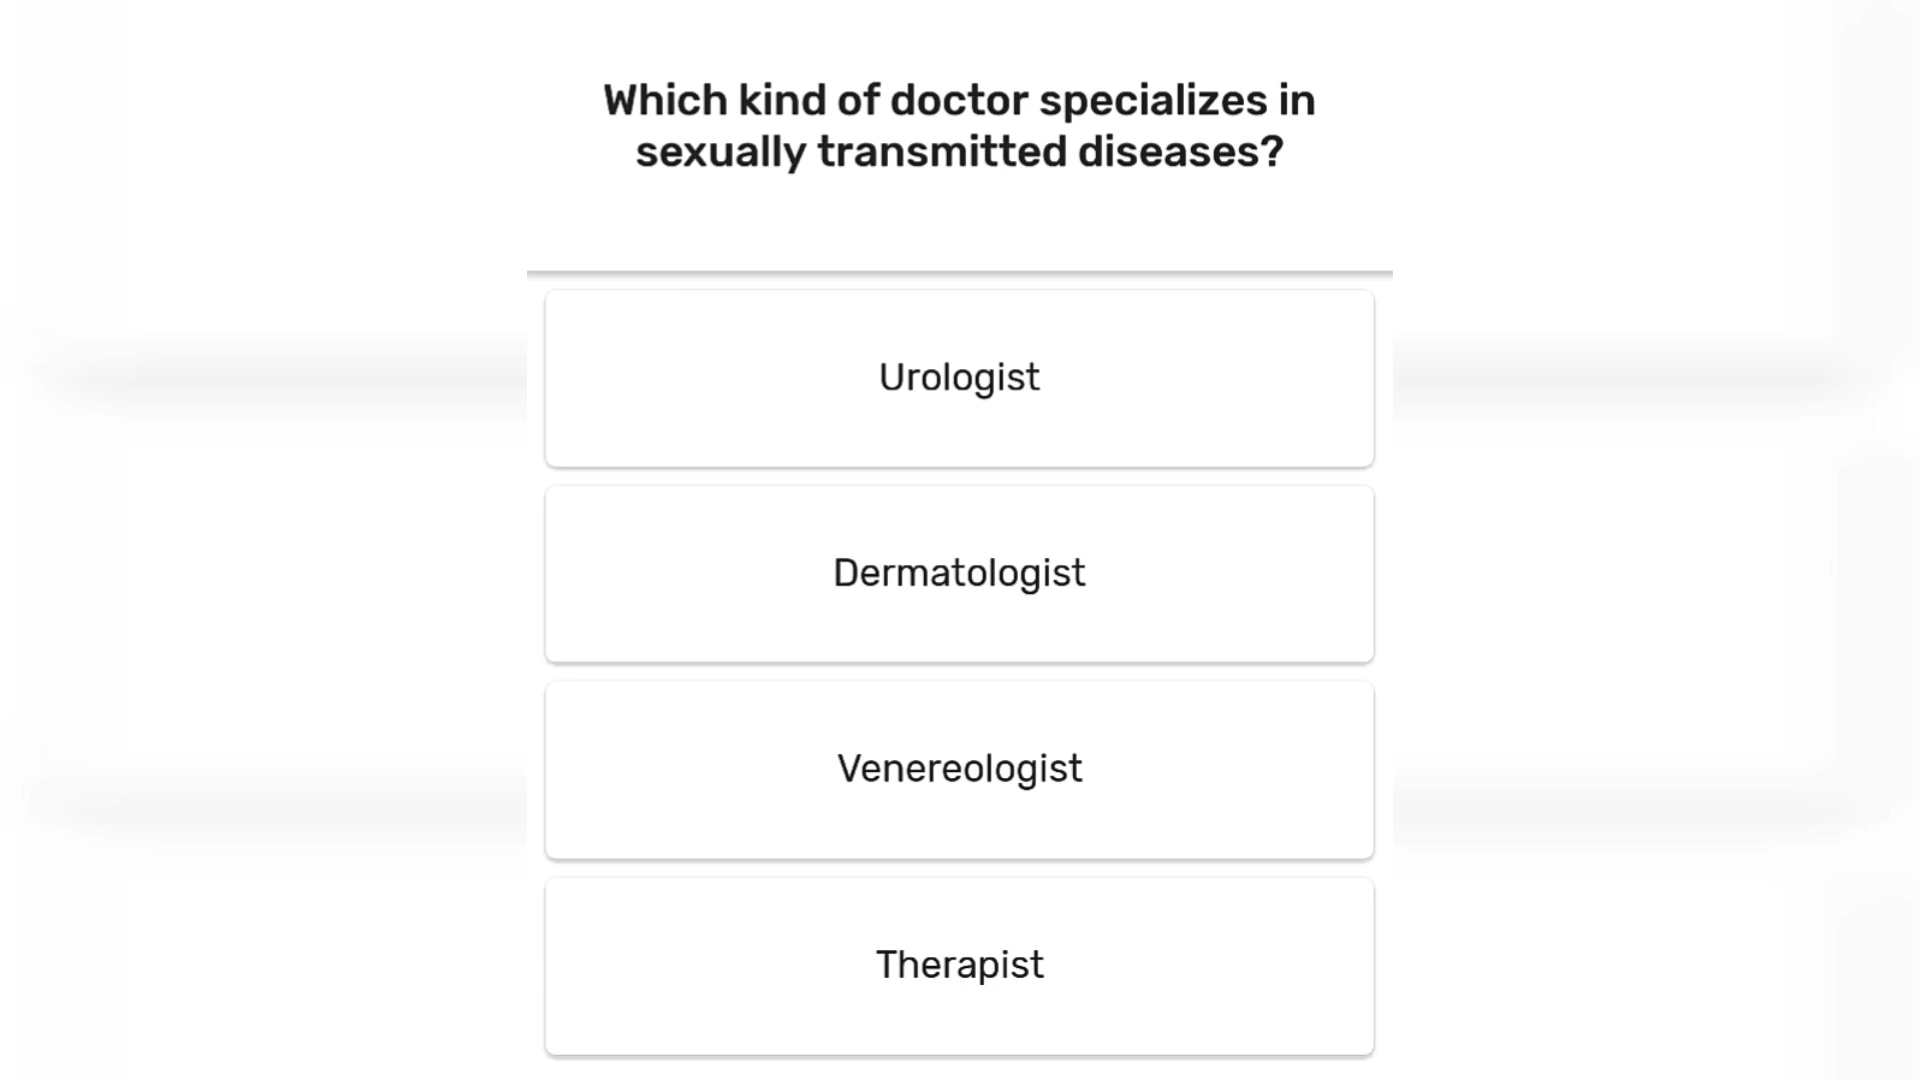 Which kind of doctor specializes in
sexually transmitted diseases?
Urologist
Dermatologist
Venereologist
Therapist